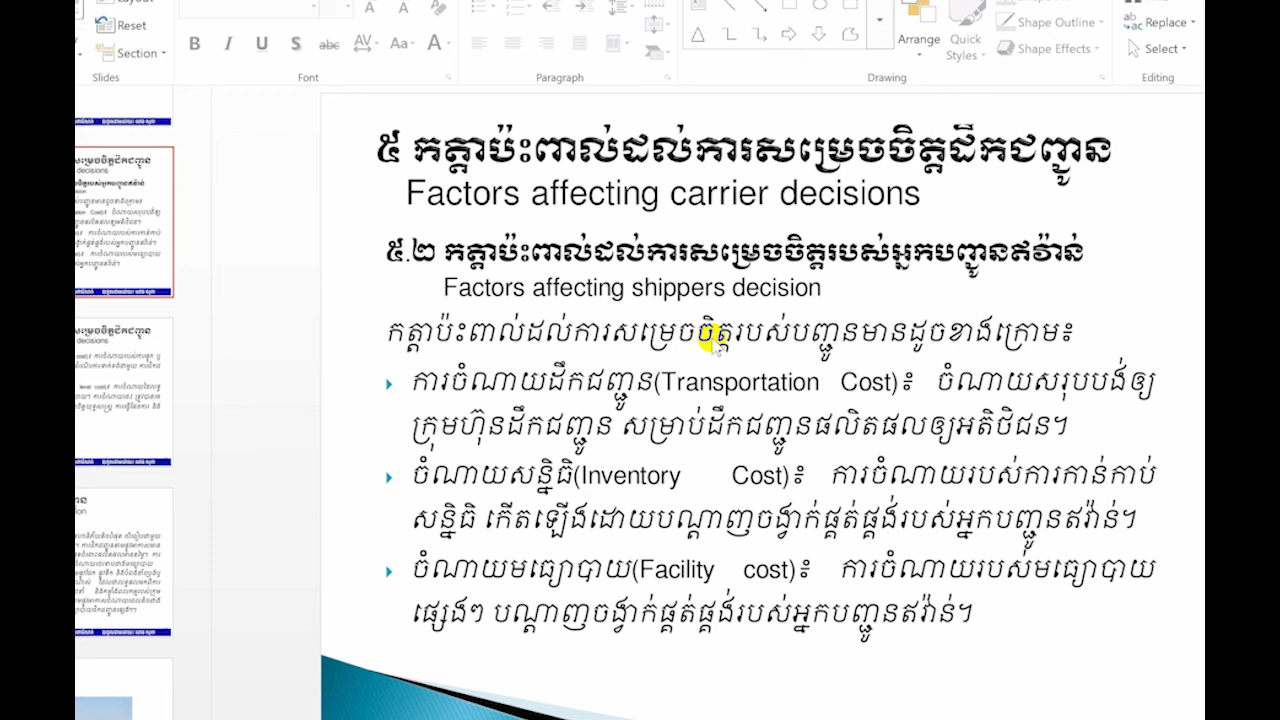 Layout
Reset
Section
Slides
B I U S abc AV Aa A
Font
Paragraph
Arrange
Quick
Styles
Shape Outline
Shape Effects
Drawing
Replace
Select
Editing
៥ កត្តាប៉ះពាល់ដល់ការសម្រេចចិត្តដឹកជញ្ជូន
Factors affecting carrier decisions
៥.២ កត្តាប៉ះពាល់ដល់ការសម្រេចចិត្តរបស់អ្នកបញ្ជូនឥវ៉ាន់
Factors affecting shippers decision
កត្តាប៉ះពាល់ដល់ការសម្រេចចិត្តរបស់បញ្ជូនមានដូចខាងក្រោម៖
ការចំណាយដឹកជញ្ជូន(Transportation Cost)៖ ចំណាយសរុបបង់ឲ្យ
ក្រុមហ៊ុនដឹកជញ្ជូន សម្រាប់ដឹកជញ្ជូនផលិតផលឲ្យអតិថិជន។
ចំណាយសន្និធិ(Inventory Cost)៖ ការចំណាយរបស់ការកាន់កាប់
សន្និធិ កើតឡើងដោយបណ្តាញចង្វាក់ផ្គត់ផ្គង់របស់អ្នកបញ្ជូនឥវ៉ាន់។
ចំណាយមធ្យោបាយ(Facility cost)៖ ការចំណាយរបស់មធ្យោបាយ
ផ្សេងៗ បណ្តាញចង្វាក់ផ្គត់ផ្គង់របស់អ្នកបញ្ជូនឥវ៉ាន់។